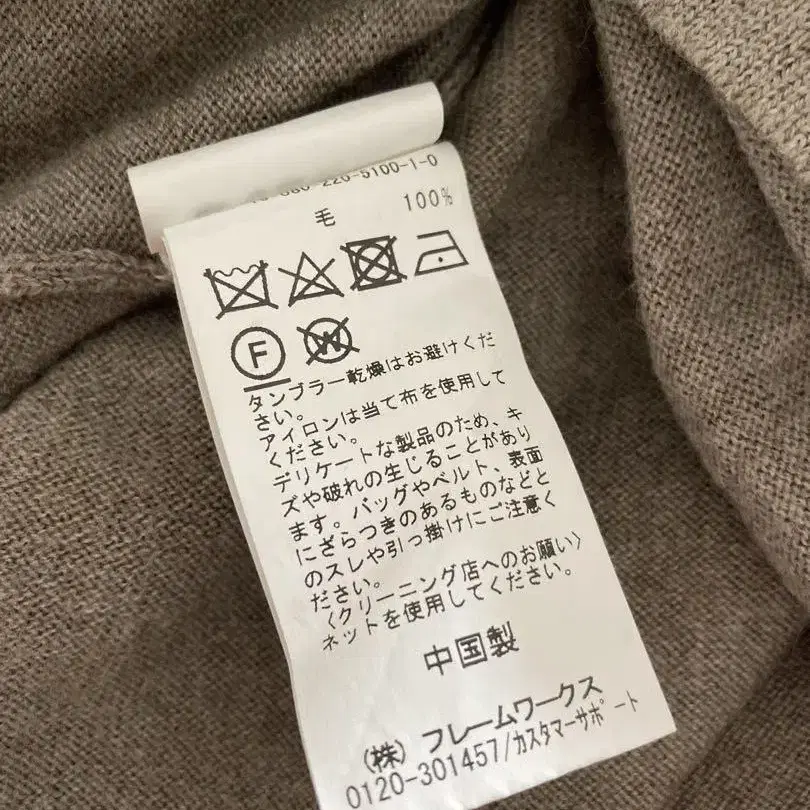 220-5100-1-0
毛 100%
F
W
タンブラー乾燥はお避けくだ
さい。
アイロンは当て布を使用して
ください。
デリケートな製品のため、キ
ズや破れの生じることがあり
ます。バッグやベルト、表面
にざらつきのあるものなどと
のスレや引っ掛けにご注意く
ださい。
〈クリーニング店へのお願い〉
ネットを使用してください。
中国製
(株) フレームワークス
0120-301457/カスタマーサポート